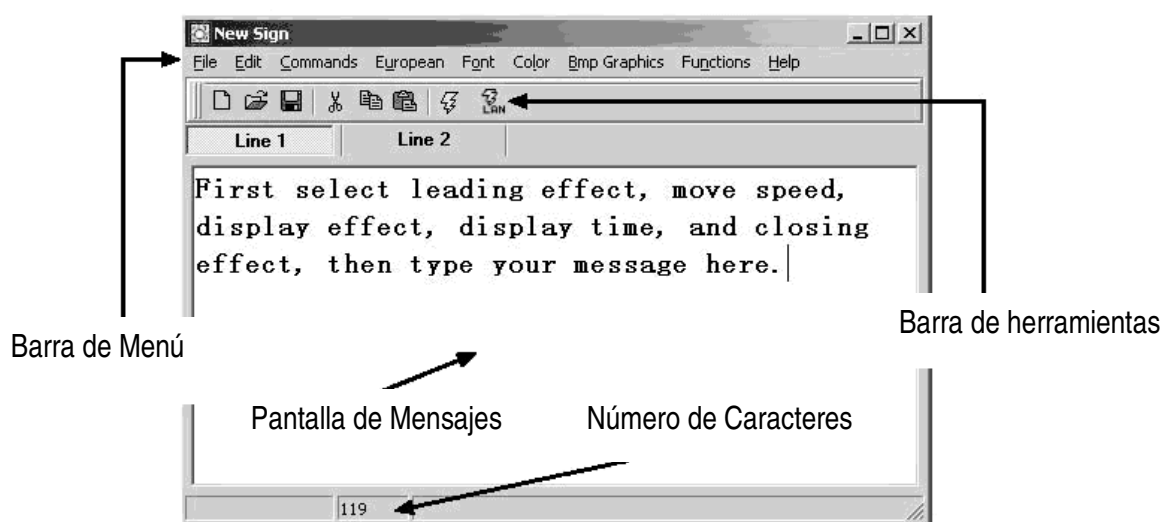 New Sign
File Edit Commands European Font Color Bmp Graphics Functions Help
LAN
Line 1 Line 2
First select leading effect, move speed,
display effect, display time, and closing
effect, then type your message here.
Barra de herramientas
Barra de Menú
Pantalla de Mensajes Número de Caracteres
119